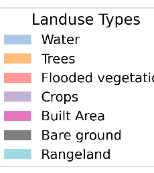 Landuse Types
Water
Trees
Flooded vegetatio
Crops
Built Area
Bare ground
Rangeland